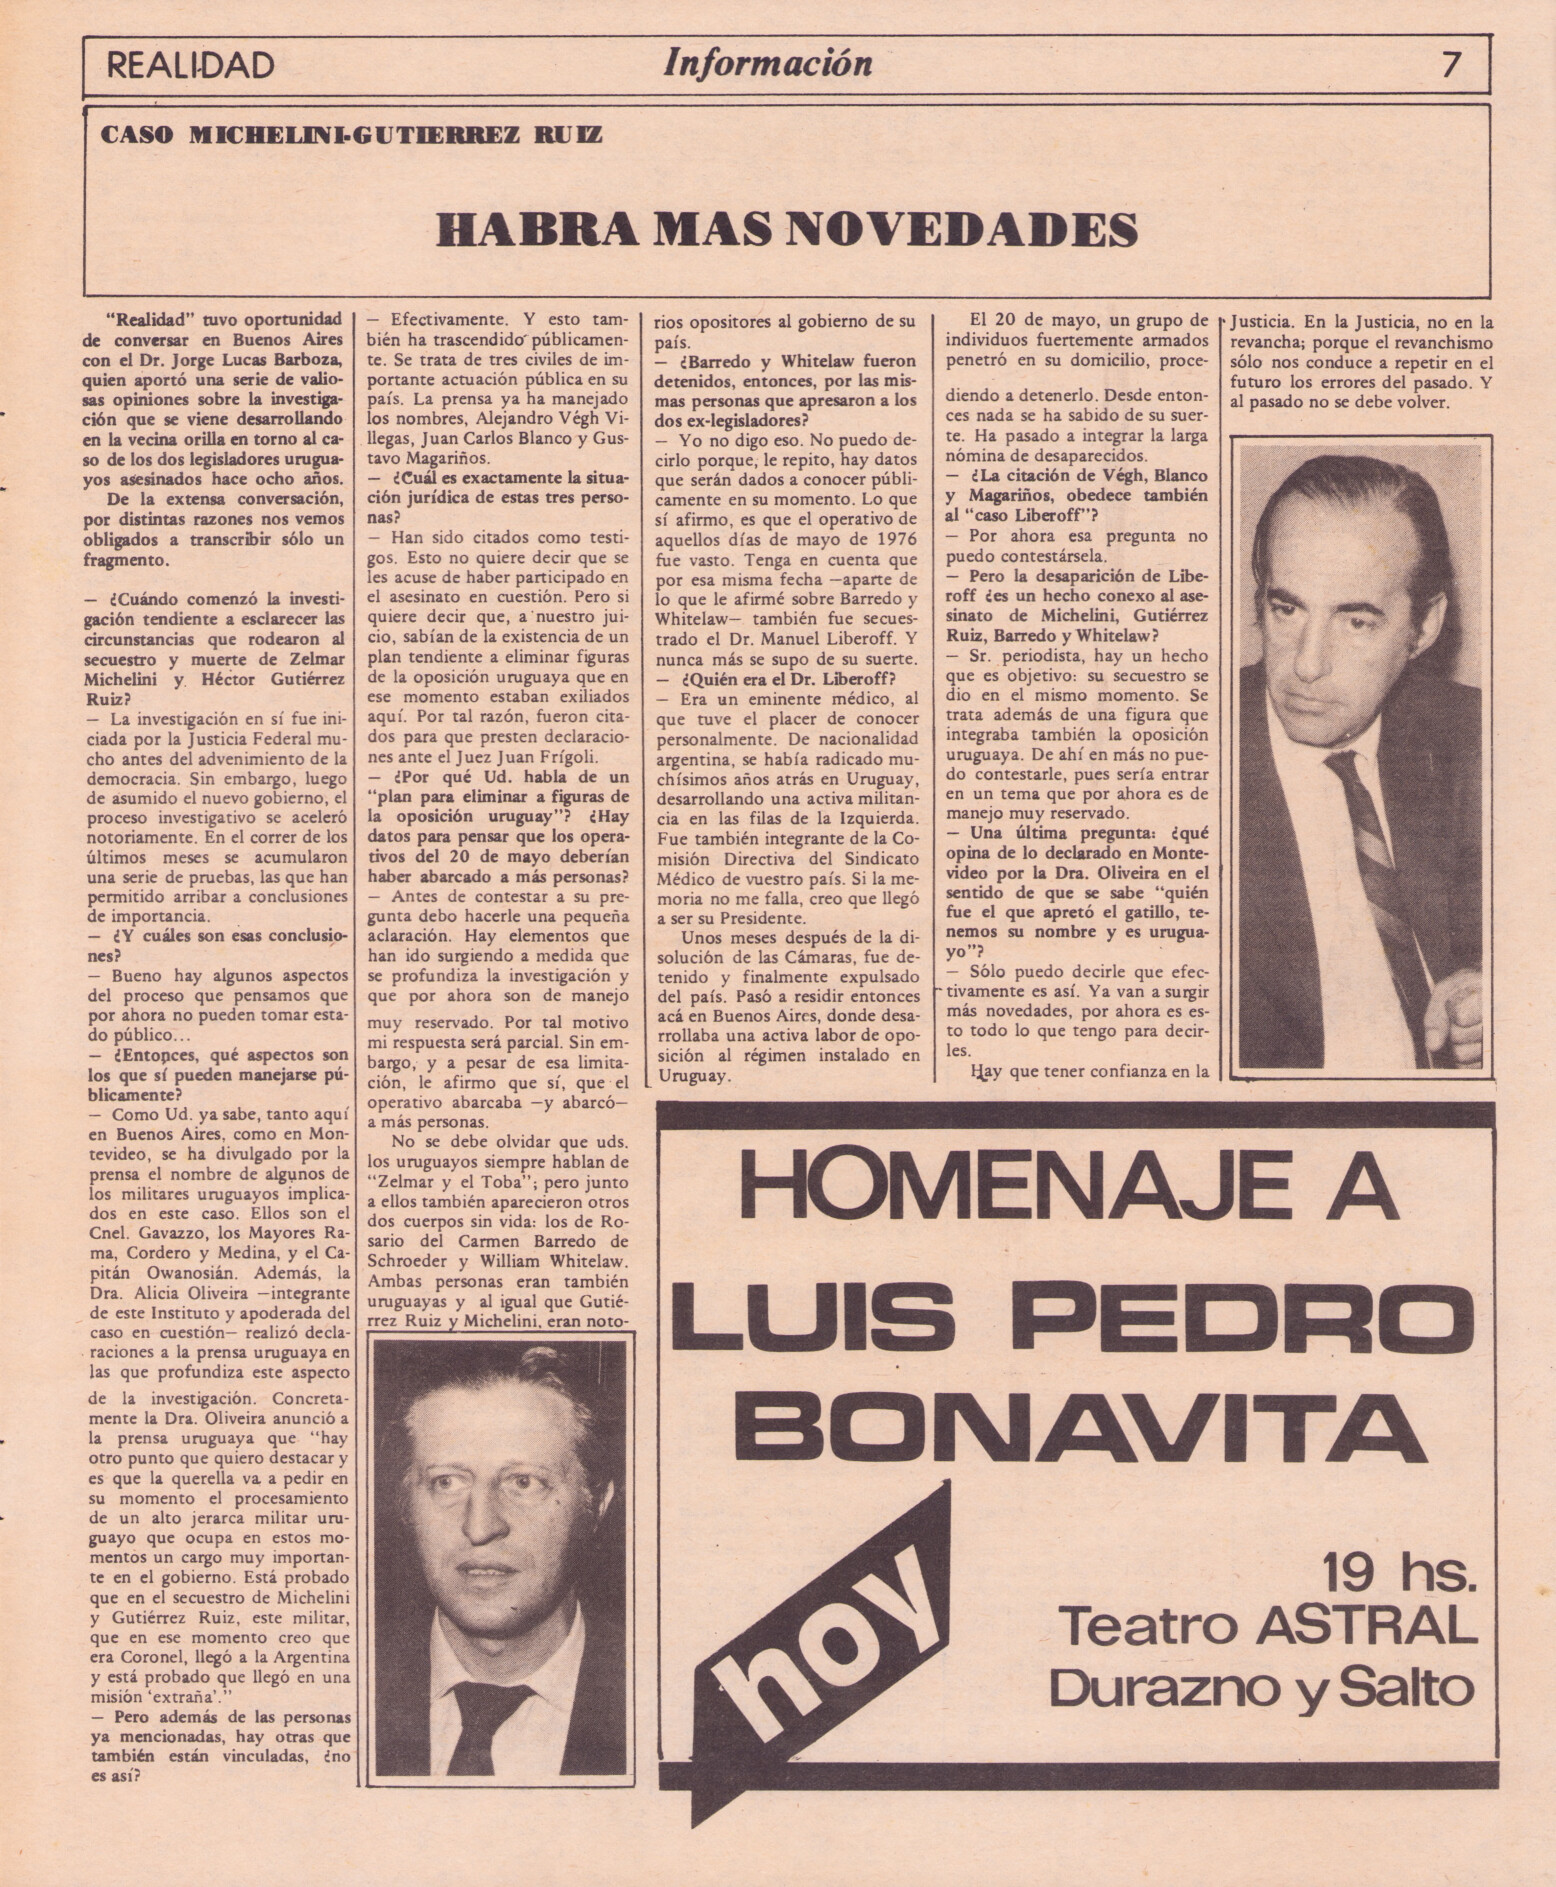 REALIDAD
Información
7
CASO MICHELINI-GUTIERREZ RUIZ
HABRA MAS NOVEDADES
"Realidad" tuvo oportunidad
de conversar en Buenos Aires
con el Dr. Jorge Lucas Barboza,
quien aportó una serie de valio-
sas opiniones sobre la investiga-
ción que se viene desarrollando
en la vecina orilla en torno al ca-
so de los dos legisladores urugua-
yos asesinados hace ocho años.
De la extensa conversación,
por distintas razones nos vemos
obligados a transcribir sólo un
fragmento.
— ¿Cuándo comenzó la investi-
gación tendiente a esclarecer las
circunstancias que rodearon al
secuestro y muerte de Zelmar
Michelini y Héctor Gutiérrez
Ruiz?
— La investigación en sí fue ini-
ciada por la Justicia Federal mu-
cho antes del advenimiento de la
democracia. Sin embargo, luego
de asumido el nuevo gobierno, el
proceso investigativo se aceleró
notoriamente. En el correr de los
últimos meses se acumularon
una serie de pruebas, las que han
permitido arribar a conclusiones
de importancia.
— ¿Y cuáles son esas conclusio-
nes?
— Bueno hay algunos aspectos
del proceso que pensamos que
por ahora no pueden tomar esta-
do público...
— ¿Entonces, qué aspectos son
los que sí pueden manejarse pú-
blicamente?
— Como Ud. ya sabe, tanto aquí
en Buenos Aires, como en Mon-
tevideo, se ha divulgado por la
prensa el nombre de algunos de
los militares uruguayos implica-
dos en este caso. Ellos son el
Cnel. Gavazzo, los Mayores Ra-
ma, Cordero y Medina, y el Ca-
pitán Owanosián. Además, la
Dra. Alicia Oliveira —integrante
de este Instituto y apoderada del
caso en cuestión— realizó decla-
raciones a la prensa uruguaya en
las que profundiza este aspecto
de la investigación. Concreta-
mente la Dra. Oliveira anunció a
la prensa uruguaya que "hay
otro punto que quiero destacar y
es que la querella va a pedir en
su momento el procesamiento
de un alto jerarca militar uru-
guayo que ocupa en estos mo-
mentos un cargo muy importan-
te en el gobierno. Está probado
que en el secuestro de Michelini
y Gutiérrez Ruiz, este militar,
que en ese momento creo que
era Coronel, llegó a la Argentina
y está probado que llegó en una
misión 'extraña'."
— Pero además de las personas
ya mencionadas, hay otras que
también están vinculadas, ¿no
es así?
— Efectivamente. Y esto tam-
bién ha trascendido públicamen-
te. Se trata de tres civiles de im-
portante actuación pública en su
país. La prensa ya ha manejado
los nombres, Alejandro Végh Vi-
llegas, Juan Carlos Blanco y Gus-
tavo Magariños.
— ¿Cuál es exactamente la situa-
ción jurídica de estas tres perso-
nas?
— Han sido citados como testi-
gos. Esto no quiere decir que se
les acuse de haber participado en
el asesinato en cuestión. Pero si
quiere decir que, a nuestro jui-
cio, sabían de la existencia de un
plan tendiente a eliminar figuras
de la oposición uruguaya que en
ese momento estaban exiliados
aquí. Por tal razón, fueron cita-
dos para que presten declaracio-
nes ante el Juez Juan Frígoli.
— ¿Por qué Ud. habla de un
"plan para eliminar a figuras de
la oposición uruguay"? ¿Hay
datos para pensar que los opera-
tivos del 20 de mayo deberían
haber abarcado a más personas?
— Antes de contestar a su pre-
gunta debo hacerle una pequeña
aclaración. Hay elementos que
han ido surgiendo a medida que
se profundiza la investigación y
que por ahora son de manejo
muy reservado. Por tal motivo
mi respuesta será parcial. Sin em-
bargo, y a pesar de esa limita-
ción, le afirmo que sí, que el
operativo abarcaba —y abarcó—
a más personas.
No se debe olvidar que uds.
los uruguayos siempre hablan de
"Zelmar y el Toba"; pero junto
a ellos también aparecieron otros
dos cuerpos sin vida: los de Ro-
sario del Carmen Barredo de
Schroeder y William Whitelaw.
Ambas personas eran también
uruguayas y al igual que Gutié-
rrez Ruiz y Michelini, eran noto-
rios opositores al gobierno de su
país.
— ¿Barredo y Whitelaw fueron
detenidos, entonces, por las mis-
mas personas que apresaron a los
dos ex-legisladores?
— Yo no digo eso. No puedo de-
cirlo porque, le repito, hay datos
que serán dados a conocer públi-
camente en su momento. Lo que
sí afirmo, es que el operativo de
aquellos días de mayo de 1976
fue vasto. Tenga en cuenta que
por esa misma fecha —aparte de
lo que le afirmé sobre Barredo y
Whitelaw— también fue secues-
trado el Dr. Manuel Liberoff. Y
nunca más se supo de su suerte.
— ¿Quién era el Dr. Liberoff?
— Era un eminente médico, al
que tuve el placer de conocer
personalmente. De nacionalidad
argentina, se había radicado mu-
chísimos años atrás en Uruguay,
desarrollando una activa militan-
cia en las filas de la Izquierda.
Fue también integrante de la Co-
misión Directiva del Sindicato
Médico de vuestro país. Si la me-
moria no me falla, creo que llegó
a ser su Presidente.
Unos meses después de la di-
solución de las Cámaras, fue de-
tenido y finalmente expulsado
del país. Pasó a residir entonces
acá en Buenos Aires, donde desa-
rrollaba una activa labor de opo-
sición al régimen instalado en
Uruguay.
El 20 de mayo, un grupo de
individuos fuertemente armados
penetró en su domicilio, proce-
diendo a detenerlo. Desde enton-
ces nada se ha sabido de su suer-
te. Ha pasado a integrar la larga
nómina de desaparecidos.
— ¿La citación de Végh, Blanco
y Magariños, obedece también
al "caso Liberoff"?
— Por ahora esa pregunta no
puedo contestársela.
— Pero la desaparición de Libe-
roff ¿es un hecho conexo al ase-
sinato de Michelini, Gutiérrez
Ruiz, Barredo y Whitelaw?
— Sr. periodista, hay un hecho
que es objetivo: su secuestro se
dio en el mismo momento. Se
trata además de una figura que
integraba también la oposición
uruguaya. De ahí en más no pue-
do contestarle, pues sería entrar
en un tema que por ahora es de
manejo muy reservado.
— Una última pregunta: ¿qué
opina de lo declarado en Monte-
video por la Dra. Oliveira en el
sentido de que se sabe "quién
fue el que apretó el gatillo, te-
nemos su nombre y es urugua-
yo"?
— Sólo puedo decirle que efec-
tivamente es así. Ya van a surgir
más novedades, por ahora es es-
to todo lo que tengo para decir-
les.
Hay que tener confianza en la
Justicia. En la Justicia, no en la
revancha; porque el revanchismo
sólo nos conduce a repetir en el
futuro los errores del pasado. Y
al pasado no se debe volver.
HOMENAJE A
LUIS PEDRO
BONAVITA
hoy
19 hs.
Teatro ASTRAL
Durazno y Salto